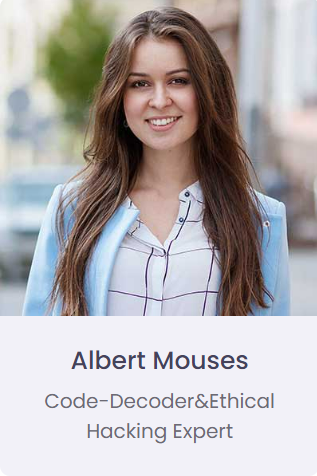 Albert Mouses
Code-Decoder&Ethical
Hacking Expert